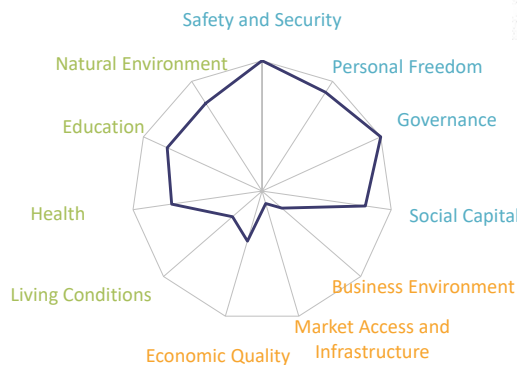 Safety and Security
Natural Environment
Personal Freedom
Education
Governance
Health
Social Capital
Living Conditions
Business Environment
Market Access and
Infrastructure
Economic Quality